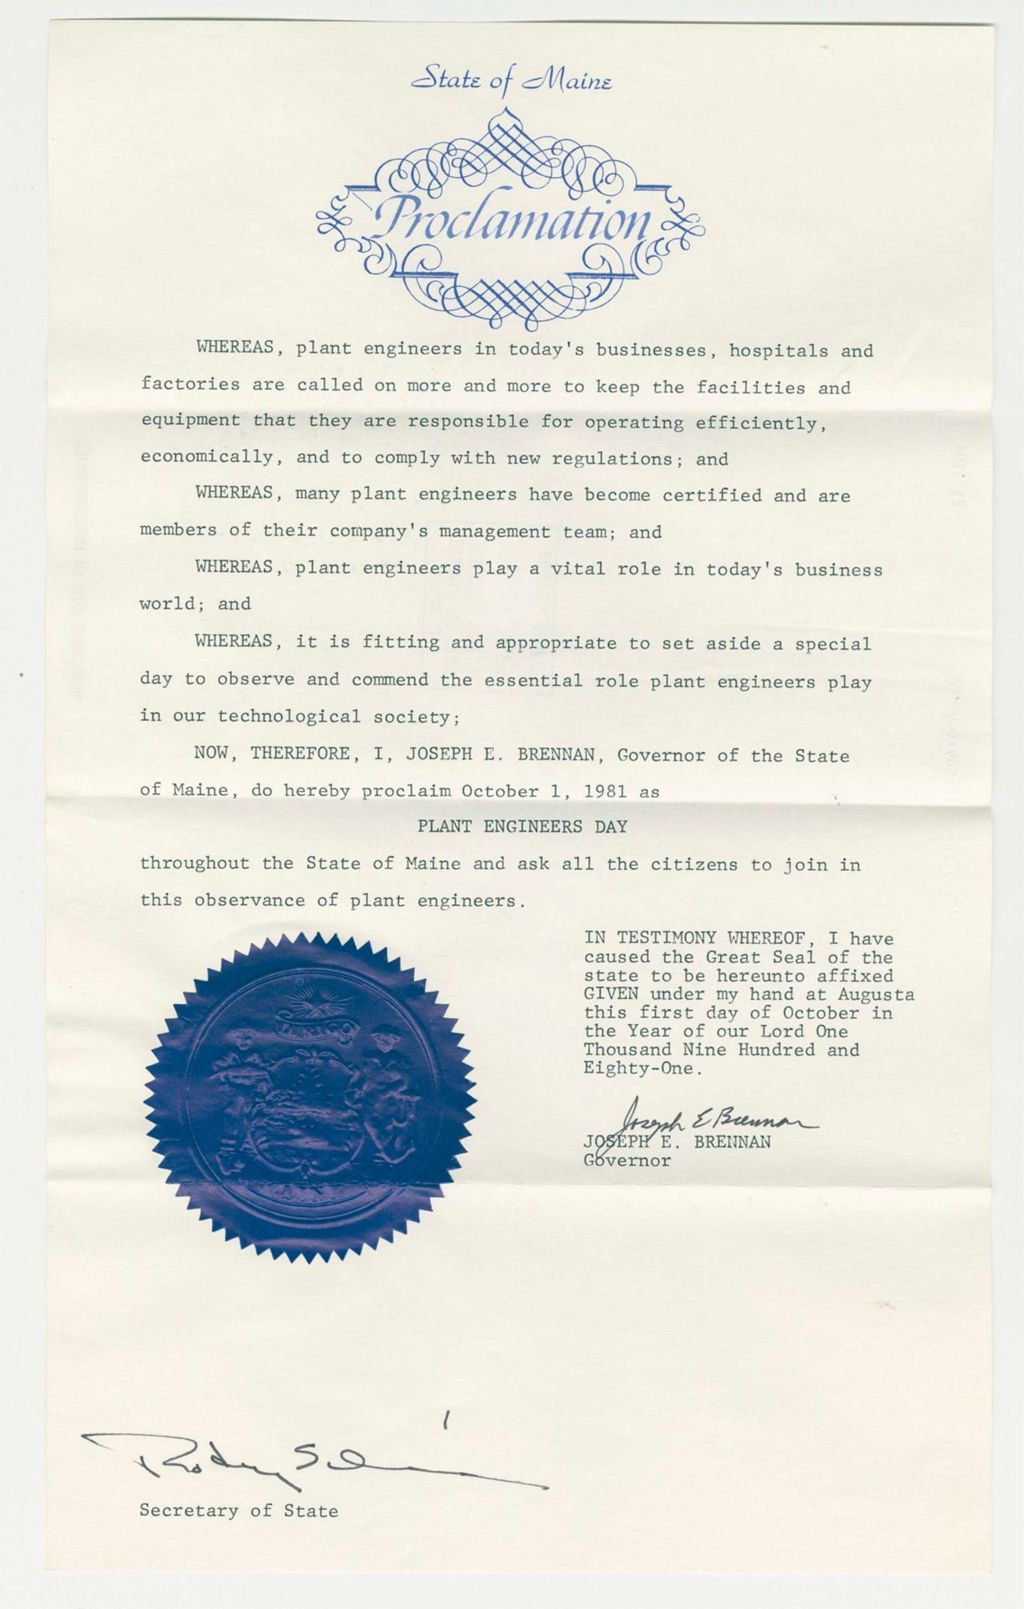 State of Maine
Proclamation
WHEREAS, plant engineers in today's businesses, hospitals and
factories are called on more and more to keep the facilities and
equipment that they are responsible for operating efficiently,
economically, and to comply with new regulations; and
WHEREAS, many plant engineers have become certified and are
members of their company's management team; and
WHEREAS, plant engineers play a vital role in today's business
world; and
WHEREAS, it is fitting and appropriate to set aside a special
day to observe and commend the essential role plant engineers play
in our technological society;
NOW, THEREFORE, I, JOSEPH E. BRENNAN, Governor of the State
of Maine, do hereby proclaim October 1, 1981 as
PLANT ENGINEERS DAY
throughout the State of Maine and ask all the citizens to join in
this observance of plant engineers.
IN TESTIMONY WHEREOF, I have
caused the Great Seal of the
state to be hereunto affixed
GIVEN under my hand at Augusta
this first day of October in
the Year of our Lord One
Thousand Nine Hundred and
Eighty-One.
Joseph E Brennan
JOSEPH E. BRENNAN
Governor
DIRIGO
MAINE
Rodney
Secretary of State